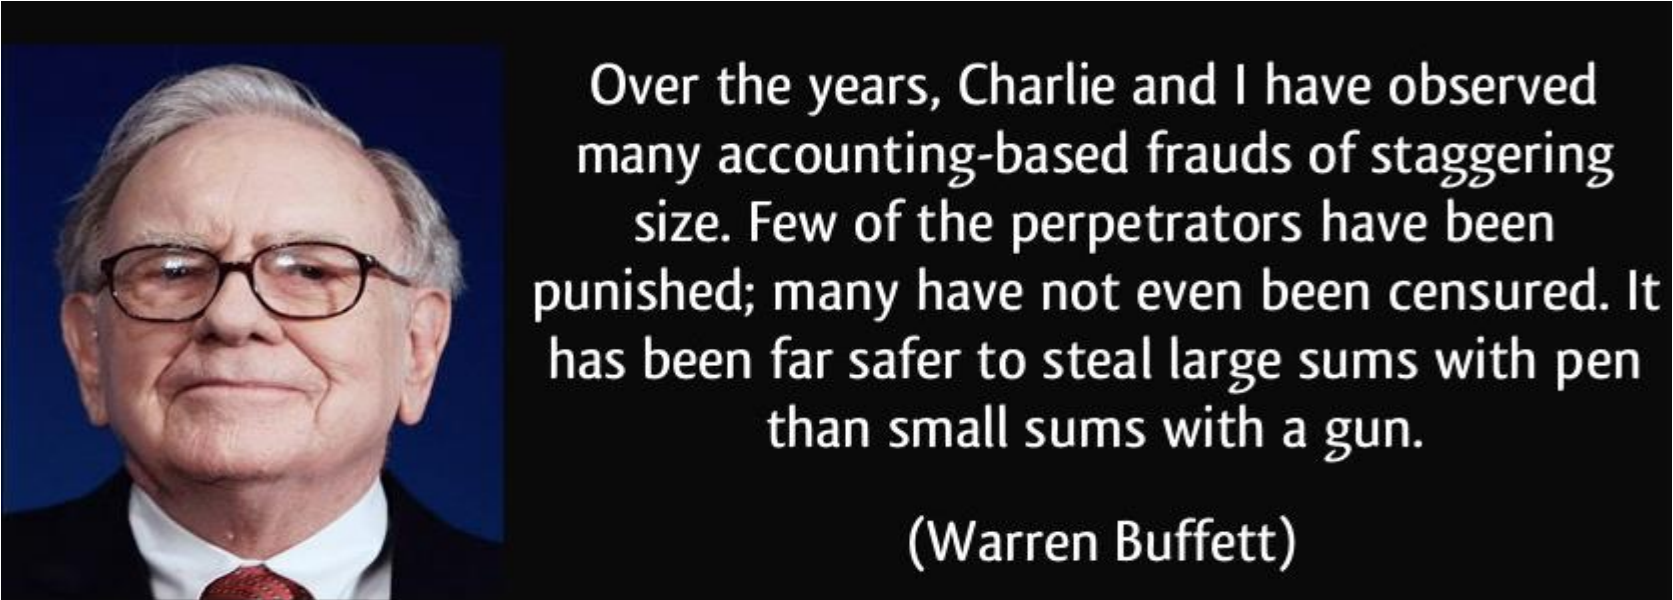 Over the years, Charlie and I have observed
many accounting-based frauds of staggering
size. Few of the perpetrators have been
punished; many have not even been censured. It
has been far safer to steal large sums with pen
than small sums with a gun.
(Warren Buffett)